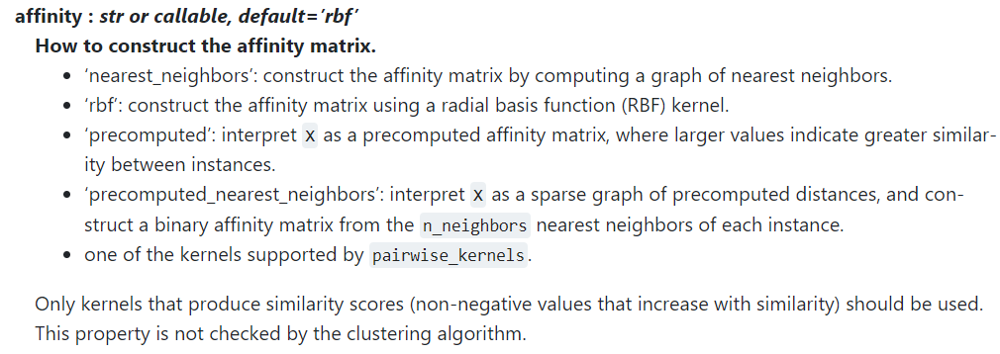 affinity : str or callable, default=’rbf’
How to construct the affinity matrix.
• ‘nearest_neighbors’: construct the affinity matrix by computing a graph of nearest neighbors.
• ‘rbf’: construct the affinity matrix using a radial basis function (RBF) kernel.
• ‘precomputed’: interpret X as a precomputed affinity matrix, where larger values indicate greater similar-
ity between instances.
• ‘precomputed_nearest_neighbors’: interpret X as a sparse graph of precomputed distances, and con-
struct a binary affinity matrix from the n_neighbors nearest neighbors of each instance.
• one of the kernels supported by pairwise_kernels.
Only kernels that produce similarity scores (non-negative values that increase with similarity) should be used.
This property is not checked by the clustering algorithm.